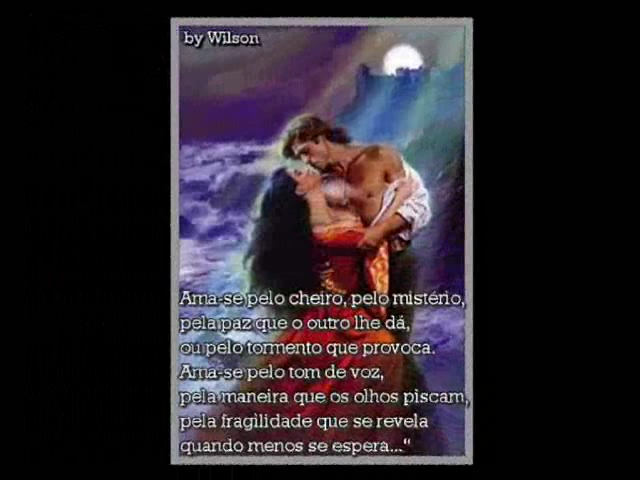 by Wilson
Ama-se pelo cheiro, pelo mistério,
pela paz que o outro lhe dá,
ou pelo tormento que provoca.
Ama-se pelo tom de voz,
pela maneira que os olhos piscam,
pela fragilidade que se revela
quando menos se espera..."